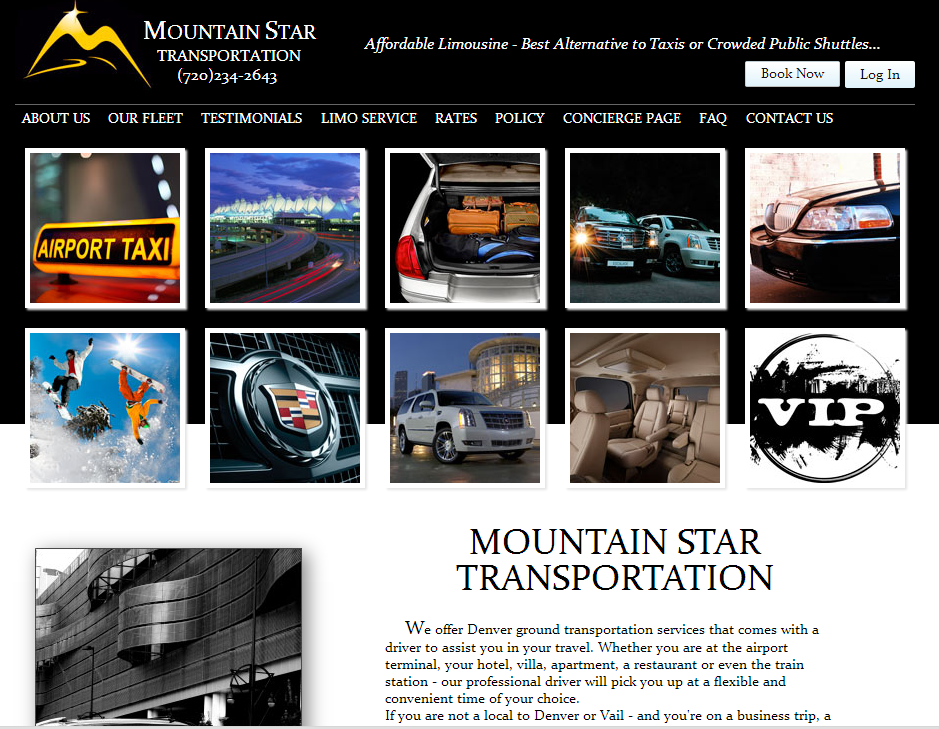 MOUNTAIN STAR
TRANSPORTATION
(720)234-2643
Affordable Limousine - Best Alternative to Taxis or Crowded Public Shuttles...
Book Now
Log In
ABOUT US OUR FLEET TESTIMONIALS LIMO SERVICE RATES POLICY CONCIERGE PAGE FAQ CONTACT US
AIRPORT TAXI
VIP
MOUNTAIN STAR
TRANSPORTATION
We offer Denver ground transportation services that comes with a
driver to assist you in your travel. Whether you are at the airport
terminal, your hotel, villa, apartment, a restaurant or even the train
station - our professional driver will pick you up at a flexible and
convenient time of your choice.
If you are not a local to Denver or Vail - and you're on a business trip, a